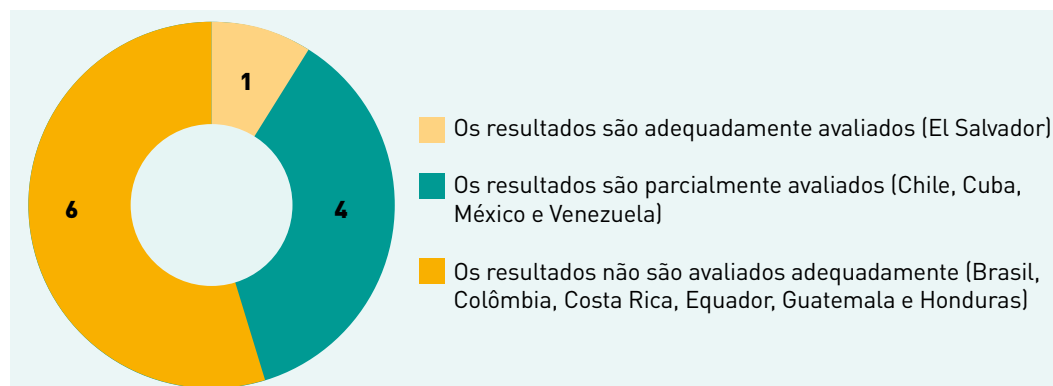 1
Os resultados são adequadamente avaliados (El Salvador)
Os resultados são parcialmente avaliados (Chile, Cuba,
México e Venezuela)
6
4
Os resultados não são avaliados adequadamente (Brasil,
Colômbia, Costa Rica, Equador, Guatemala e Honduras)